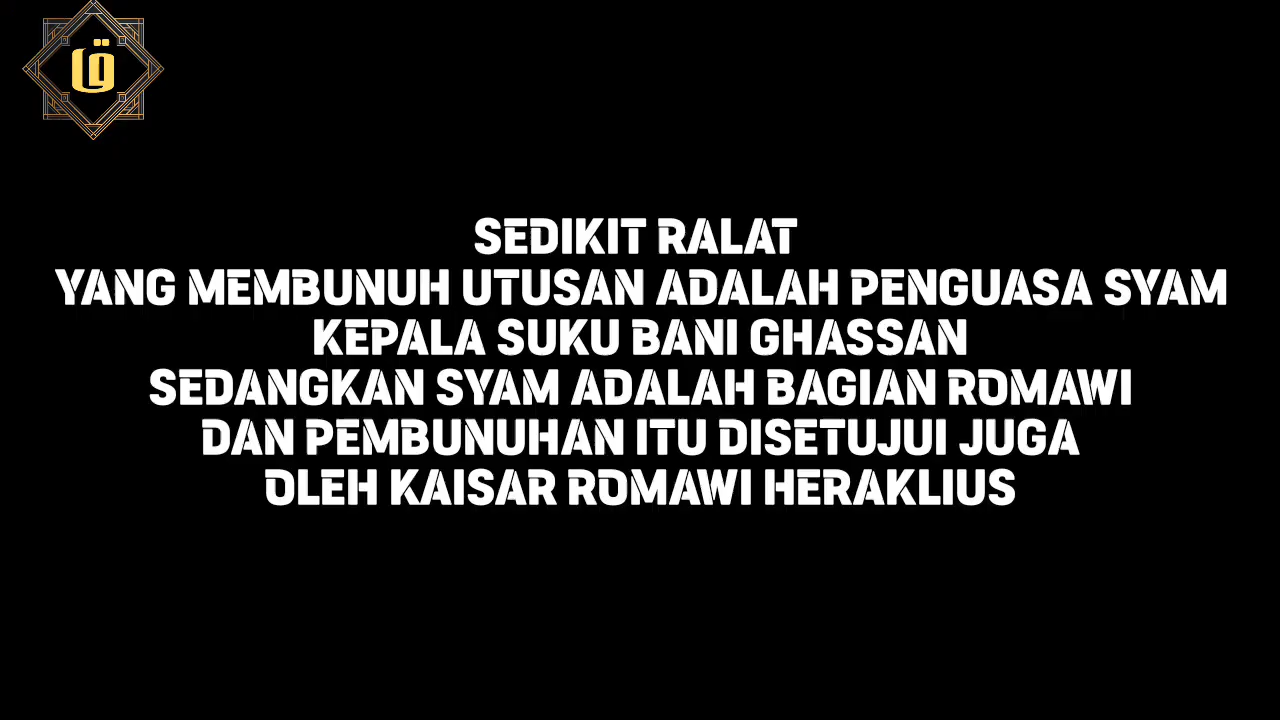 قا
SEDIKIT RALAT
YANG MEMBUNUH UTUSAN ADALAH PENGUASA SYAM
KEPALA SUKU BANI GHASSAN
SEDANGKAN SYAM ADALAH BAGIAN ROMAWI
DAN PEMBUNUHAN ITU DISETUJUI JUGA
OLEH KAISAR ROMAWI HERAKLIUS